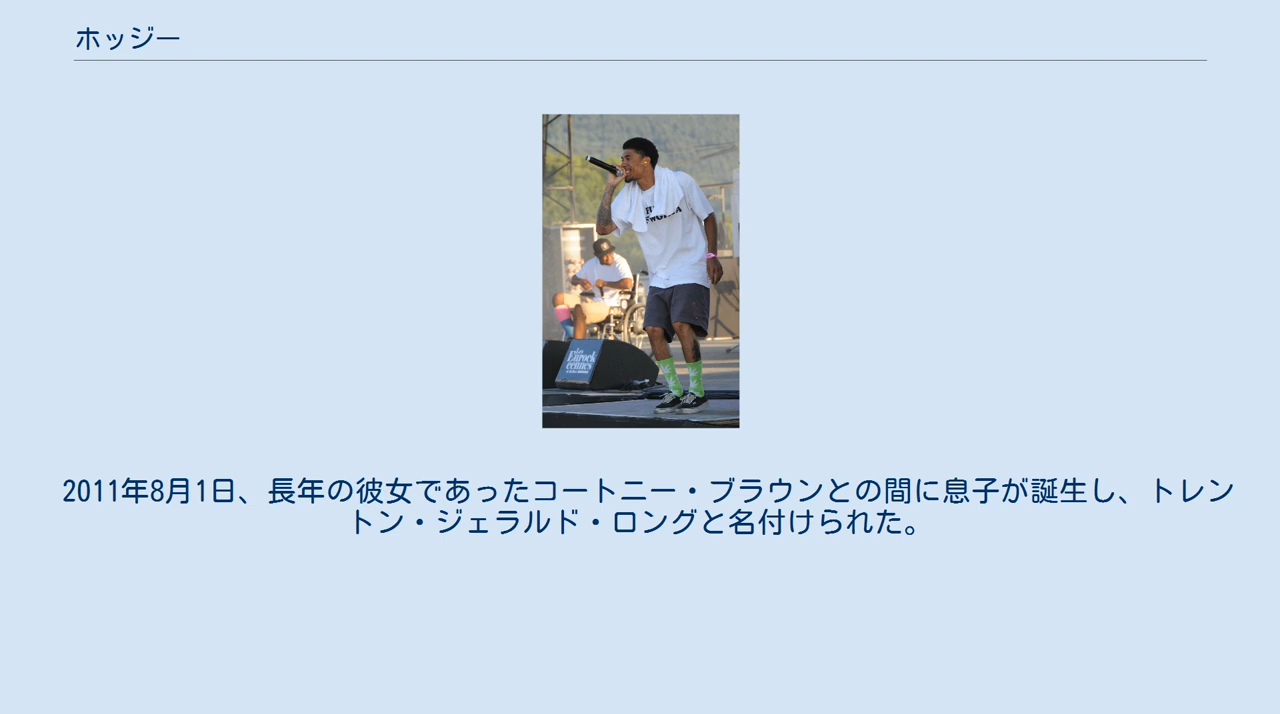 ホッジー
Les
Eurock
éennes
2011年8月1日、長年の彼女であったコートニー・ブラウンとの間に息子が誕生し、トレン
トン・ジェラルド・ロングと名付けられた。